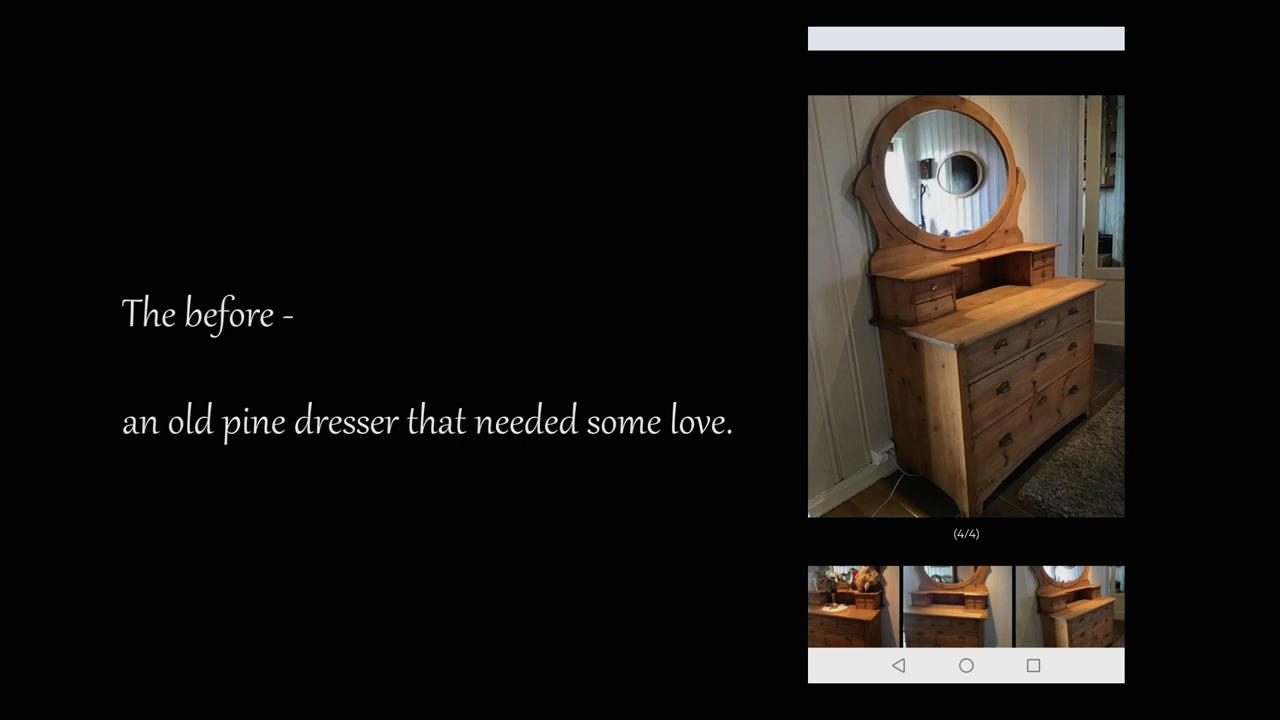 The before -
an old pine dresser that needed some love.
(4/4)